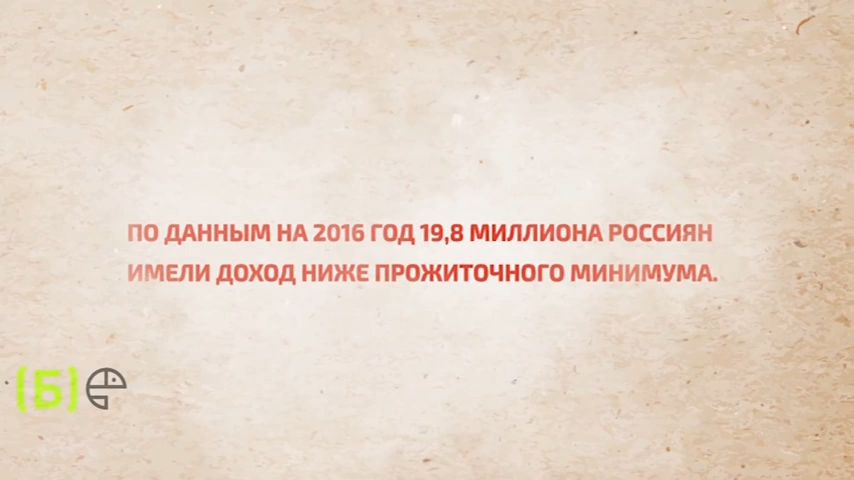 ПО ДАННЫМ НА 2016 ГОД 19,8 МИЛЛИОНА РОССИЯН
ИМЕЛИ ДОХОД НИЖЕ ПРОЖИТОЧНОГО МИНИМУМА.
(Б)